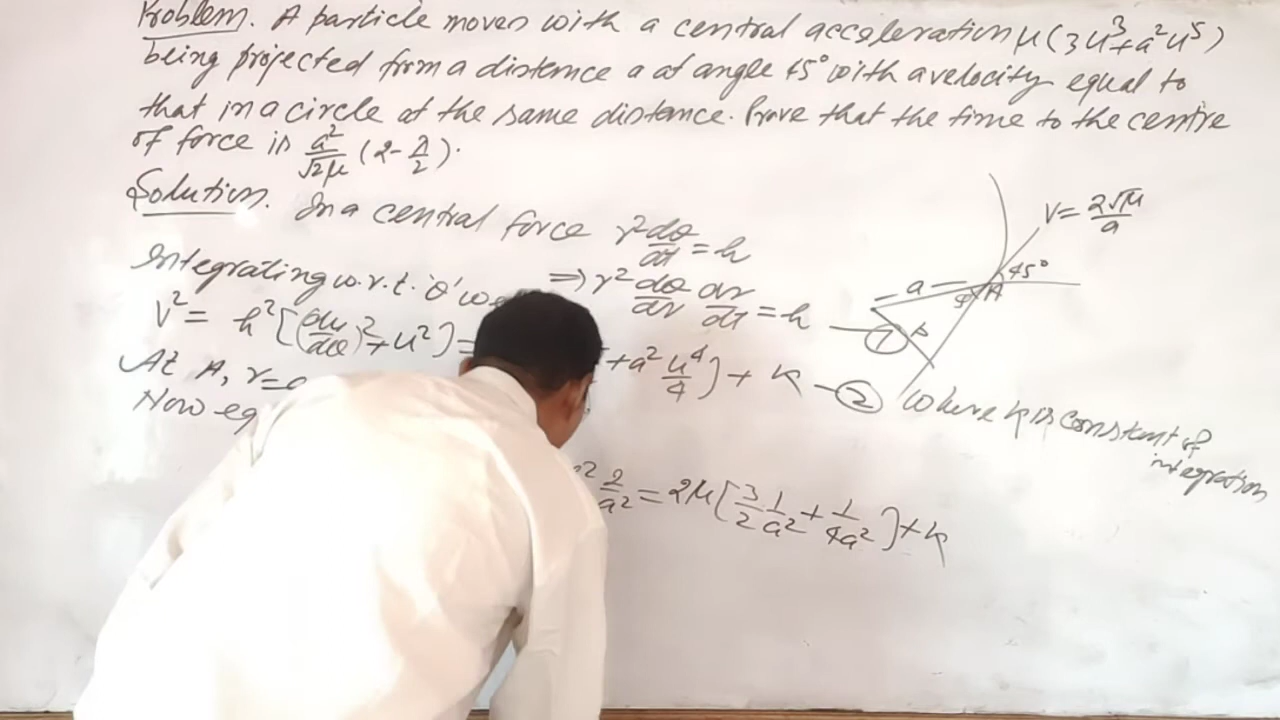 Problem. A particle moves with a central acceleration μ(3u³+a²u⁵)
being projected from a distance a at angle 45° with a velocity equal to
that in a circle at the same distance. Prove that the time to the centre
of force is a²/√2μ (2-π/2).
Solution. In a central force r²dθ/dt = h
⇒ r² dθ/dr dr/dt = h — ①
Integrating w.r.t. 'θ' we
V² = h²[(du/dθ)²+u²] = + a² u⁴/4] + k — ② where k is constant of
integration
At A, r=a
Now eq
2/a² = 2μ[3/2 1/a² + 1/4a²] + k
V = 2√μ/a
45°
a
A
φ
p